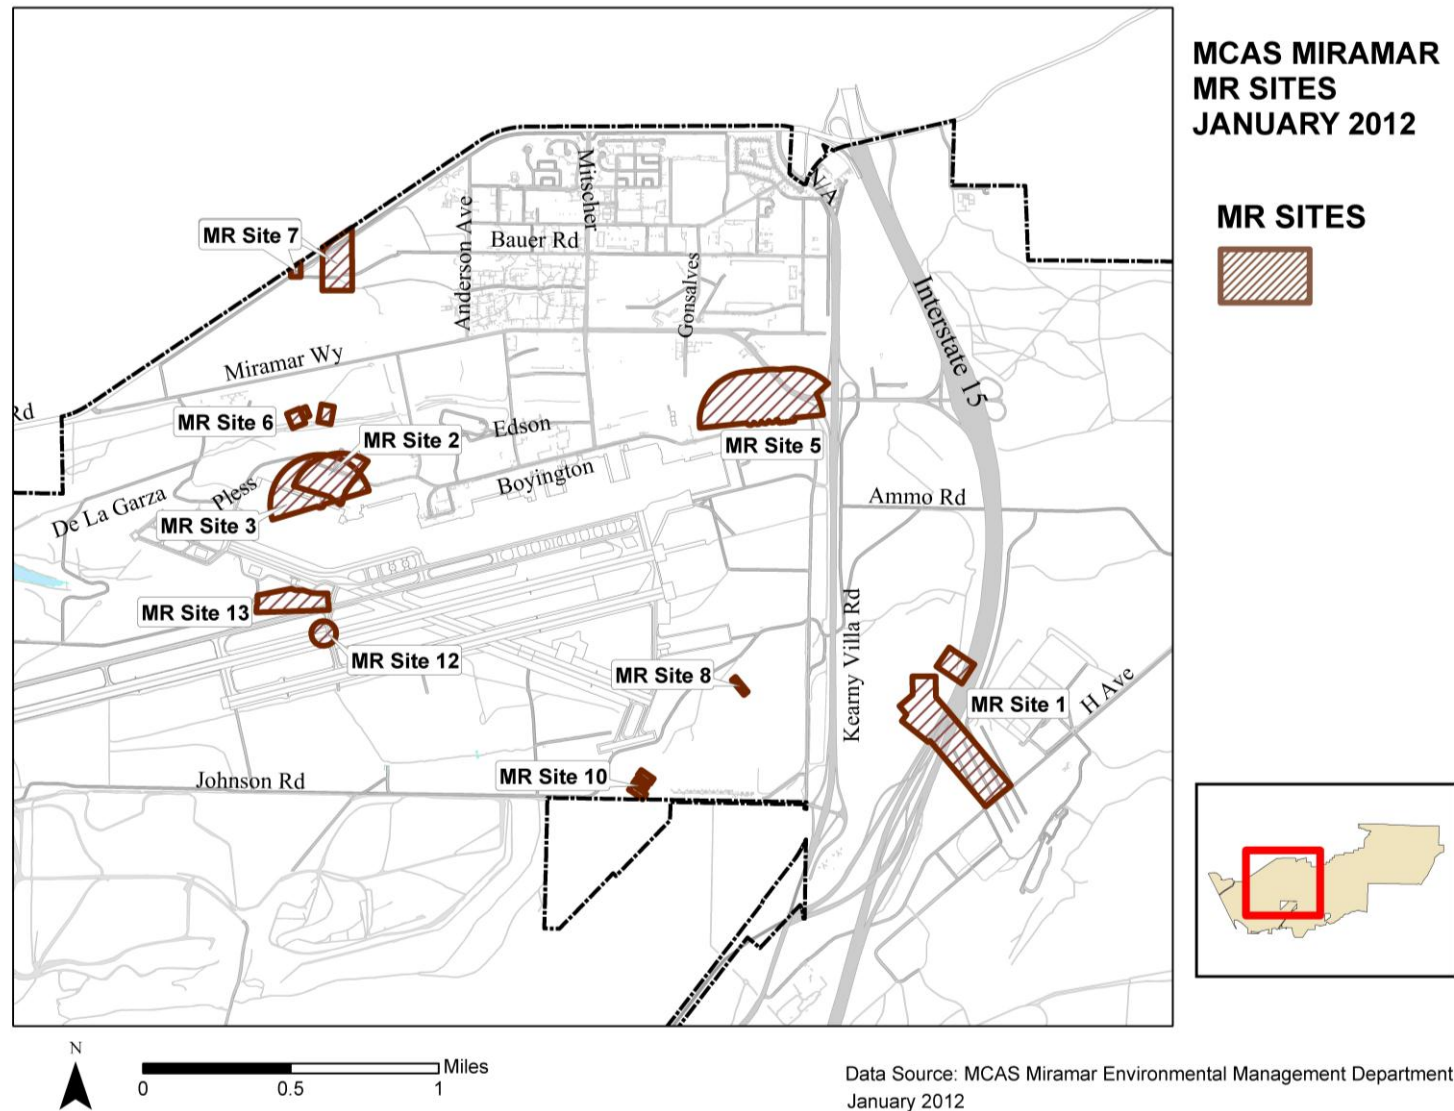 MCAS MIRAMAR
MR SITES
JANUARY 2012
MR SITES
N/A
Mitscher
Anderson Ave
MR Site 7
Bauer Rd
Gonsalves
Interstate 15
Miramar Wy
Rd
MR Site 6
MR Site 2
Edson
MR Site 5
Boyington
Pless
De La Garza
Ammo Rd
MR Site 3
MR Site 13
MR Site 12
Kearny Villa Rd
MR Site 8
H Ave
MR Site 1
Johnson Rd
MR Site 10
N
Miles
0
0.5
1
Data Source: MCAS Miramar Environmental Management Department
January 2012